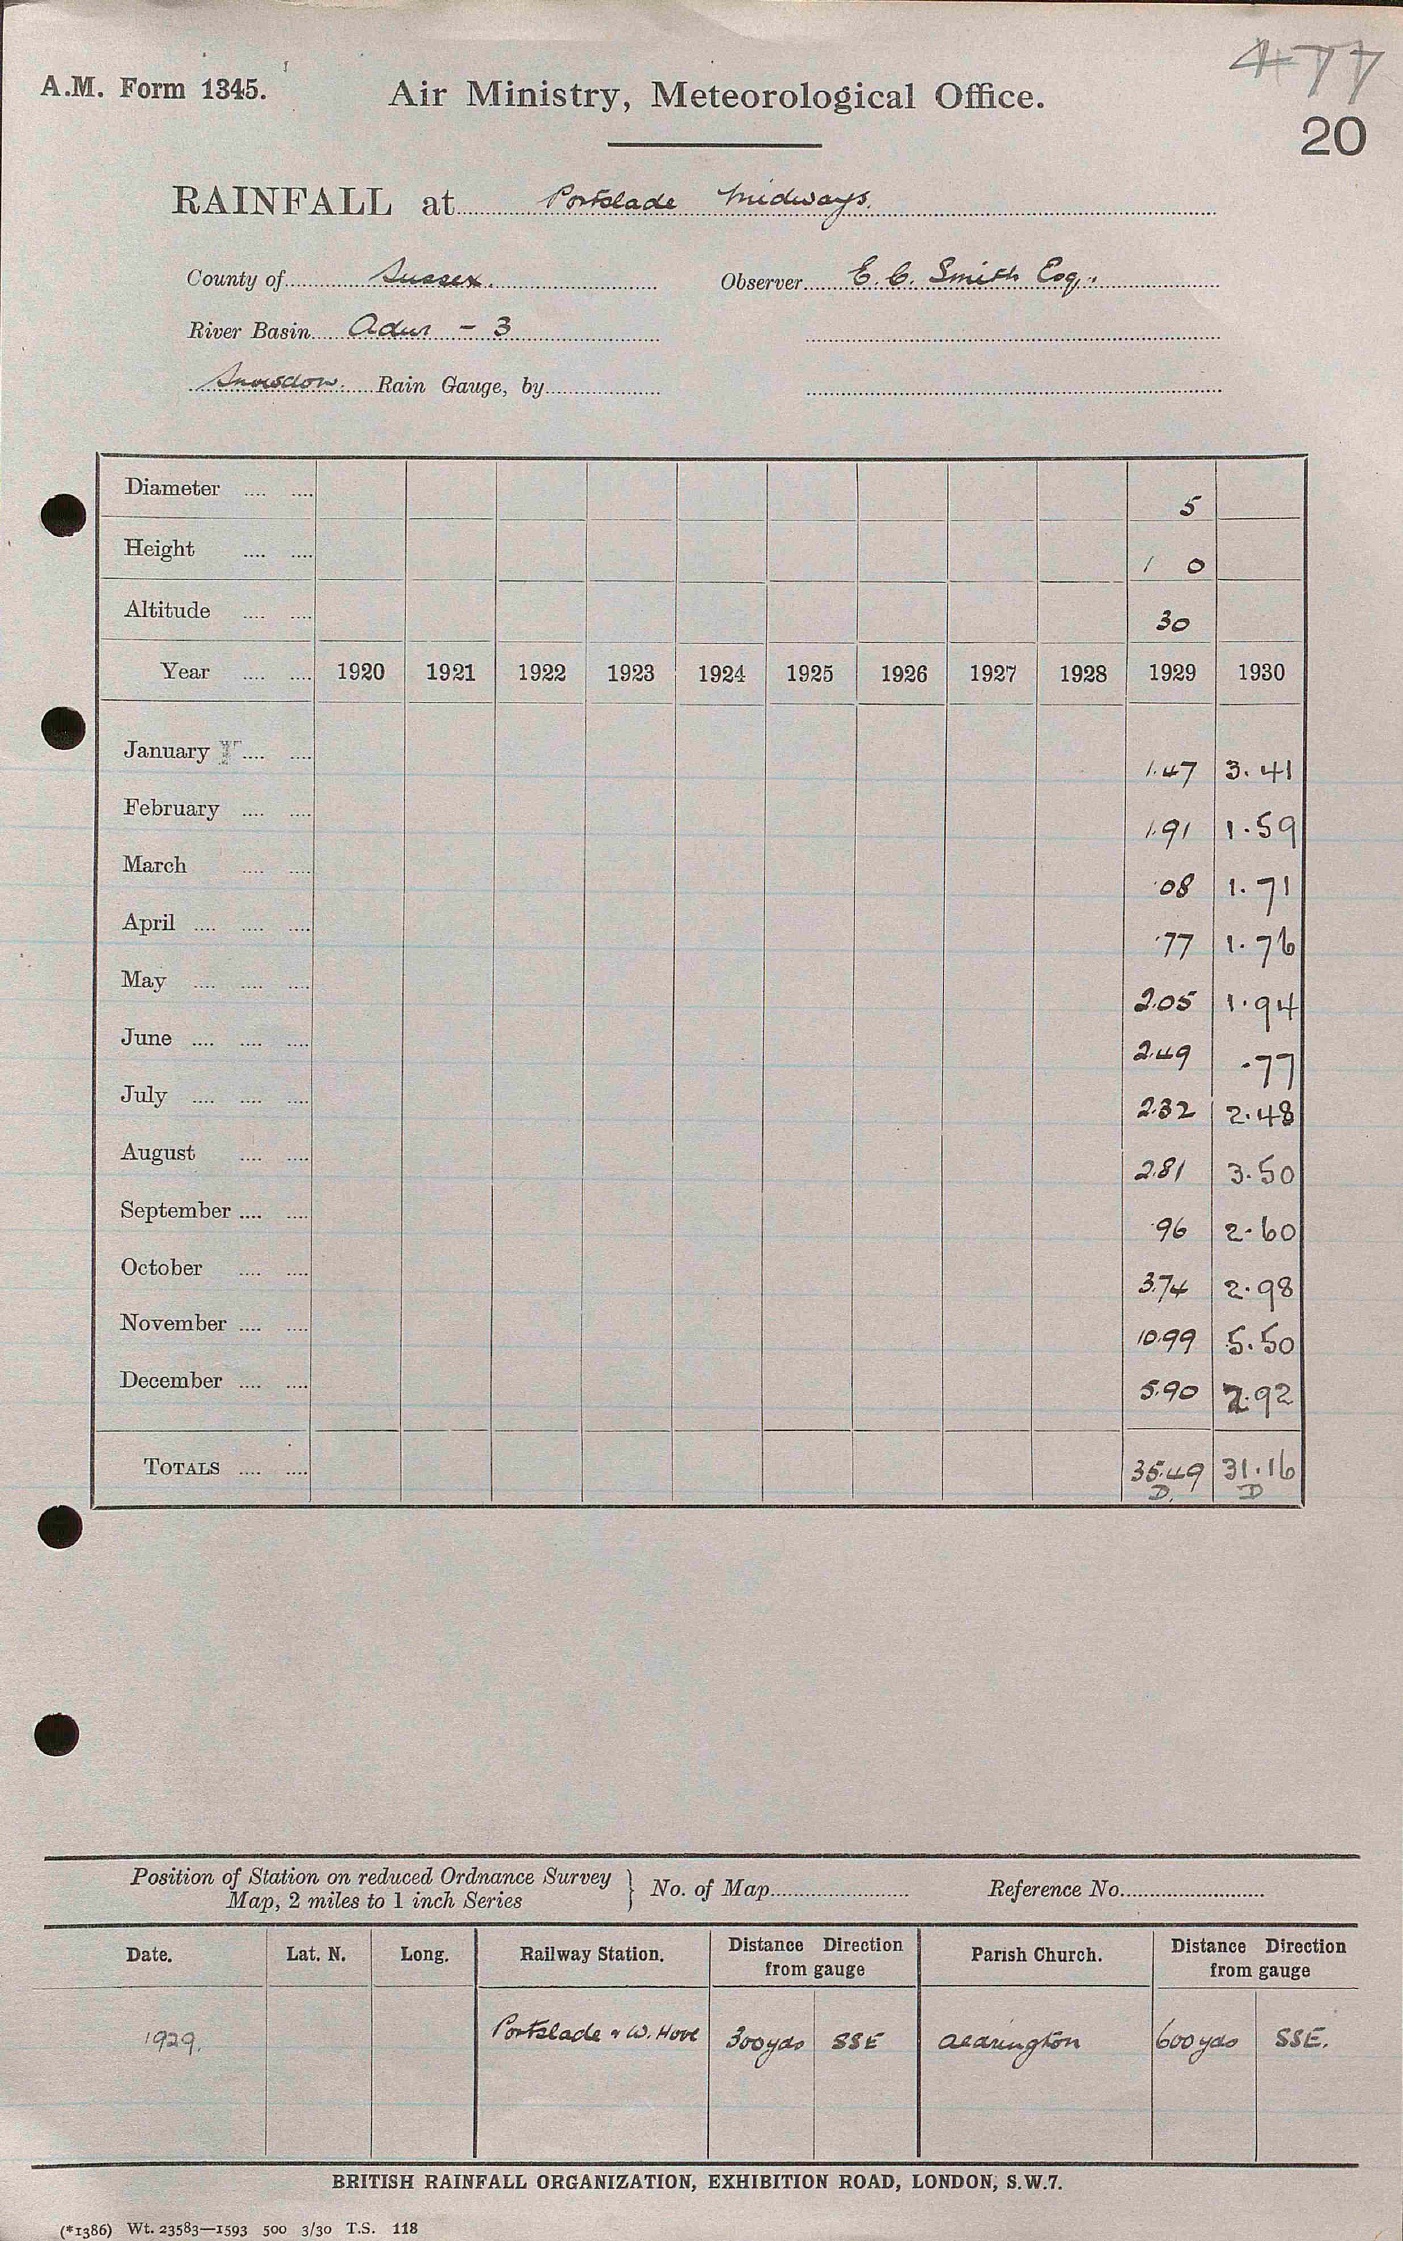 477
A.M. Form 1345.
Air Ministry, Meteorological Office.
20
RAINFALL at Portslade Midways.
County of Sussex. Observer E. C. Smith Esq.
River Basin Adur - 3
Snowdon. Rain Gauge, by
Diameter 5
Height 1 0
Altitude 30
Year 1920 1921 1922 1923 1924 1925 1926 1927 1928 1929 1930
January 1.47 3.41
February 1.91 1.59
March .08 1.71
April .77 1.76
May 2.05 1.94
June 2.49 .77
July 2.32 2.48
August 2.81 3.50
September .96 2.60
October 3.74 2.98
November 10.99 5.50
December 5.90 2.92
TOTALS 35.49 31.16
D. D
Position of Station on reduced Ordnance Survey
Map, 2 miles to 1 inch Series } No. of Map Reference No.
Date. Lat. N. Long. Railway Station. Distance from gauge Direction Parish Church. Distance from gauge Direction
1929. Portslade & W. Hove 300 yds SSE Aldrington 600 yds SSE.
BRITISH RAINFALL ORGANIZATION, EXHIBITION ROAD, LONDON, S.W.7.
(*1386) Wt. 23583—1593 500 3/30 T.S. 118